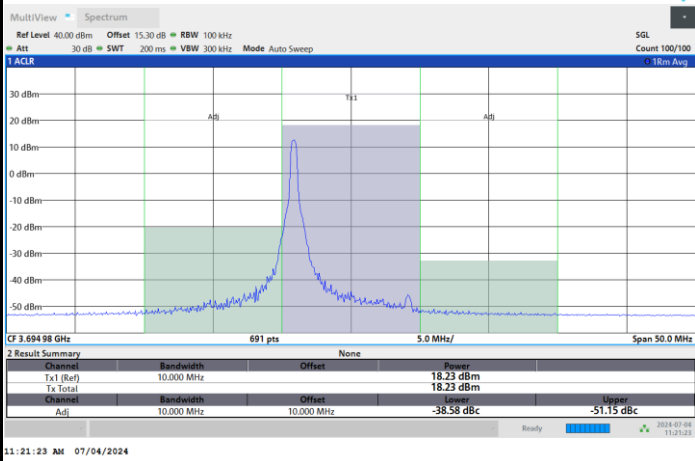 MultiView Spectrum
Ref Level 40.00 dBm Offset 15.30 dB RBW 100 kHz SGL
Att 30 dB SWT 200 ms VBW 300 kHz Mode Auto Sweep Count 100/100
1 ACLR 1Rm Avg
30 dBm
Tx1
20 dBm
Adj Adj
10 dBm
0 dBm
-10 dBm
-20 dBm
-30 dBm
-40 dBm
-50 dBm
CF 3.694 98 GHz 691 pts 5.0 MHz/ Span 50.0 MHz
2 Result Summary None
Channel Bandwidth Offset Power
Tx1 (Ref) 10.000 MHz 18.23 dBm
Tx Total 18.23 dBm
Channel Bandwidth Offset Lower Upper
Adj 10.000 MHz 10.000 MHz -38.58 dBc -51.15 dBc
Ready 2024-07-04
11:21:23
11:21:23 AM 07/04/2024